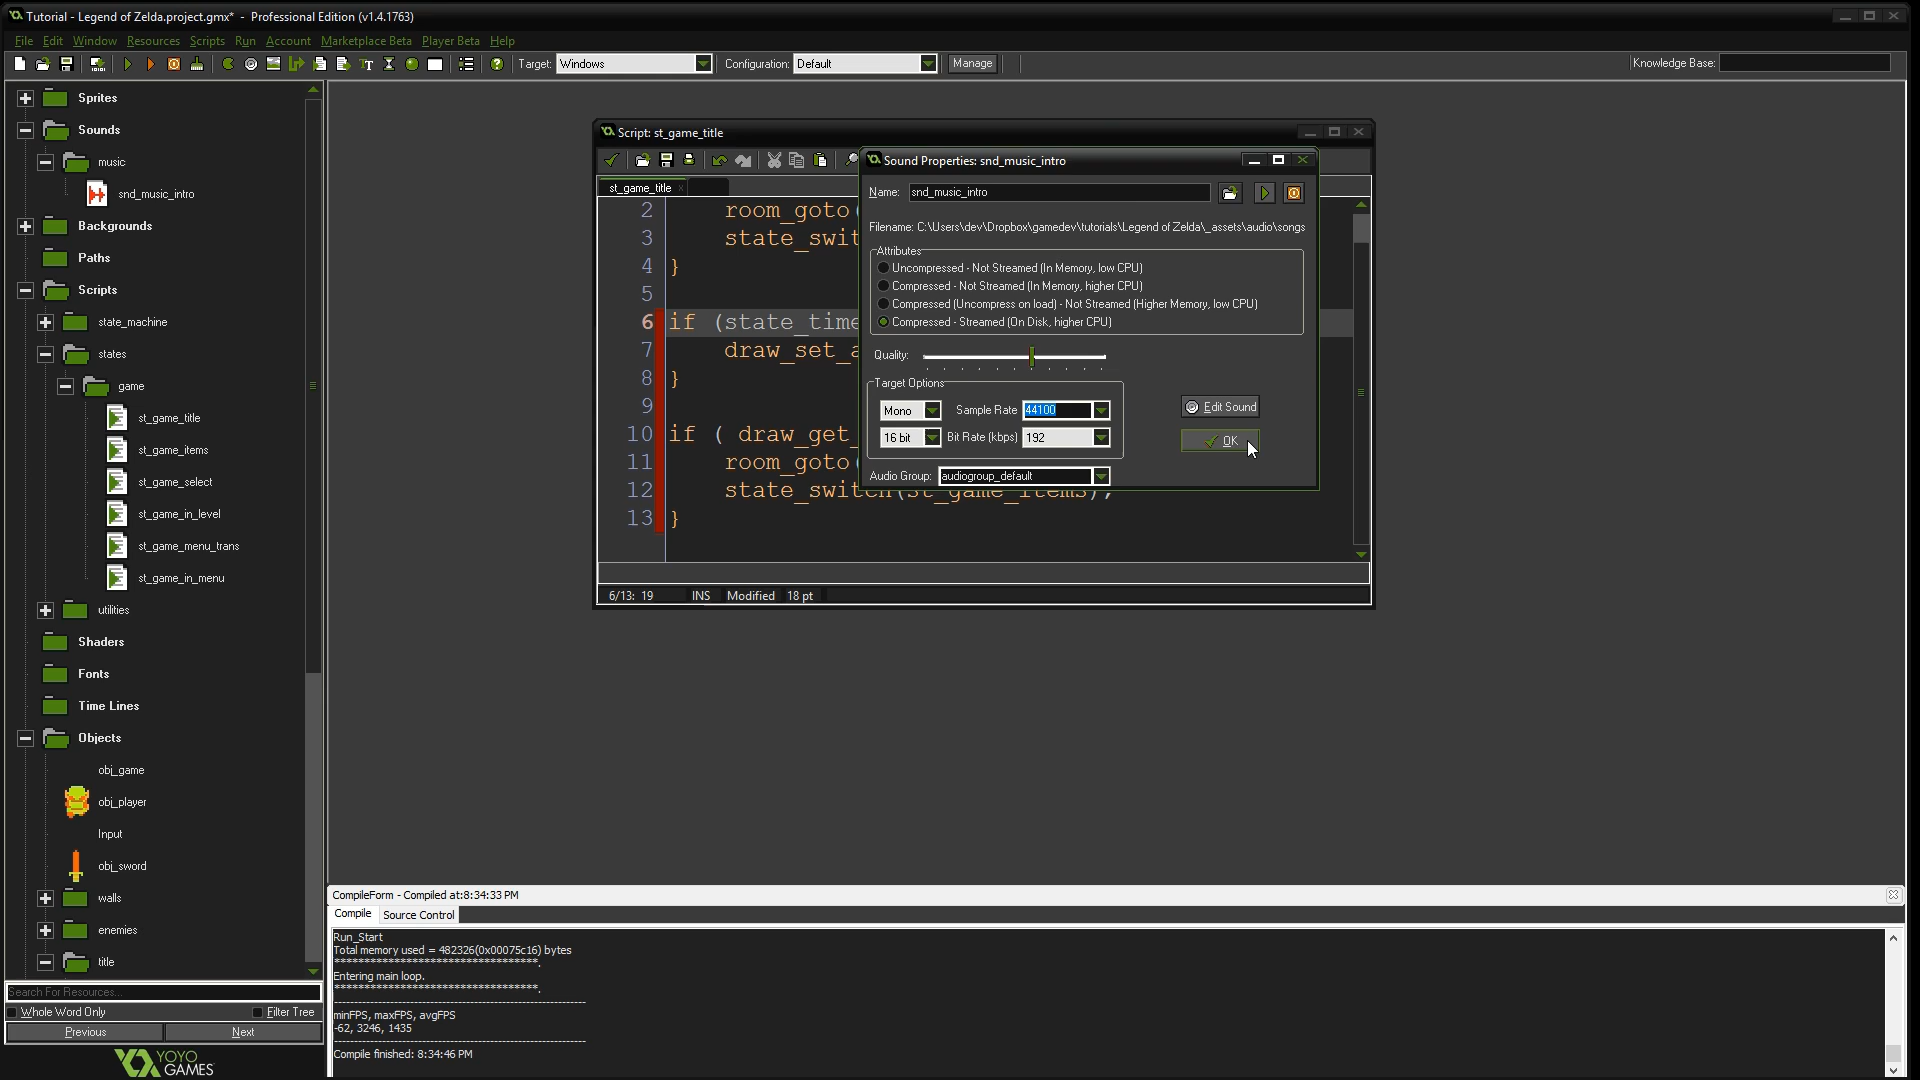 Tutorial - Legend of Zelda.project.gmx* - Professional Edition (v1.4.1763)
File Edit Window Resources Scripts Run Account Marketplace Beta Player Beta Help
Target: Windows Configuration: Default Manage Knowledge Base:
Sprites
Sounds
music
snd_music_intro
Backgrounds
Paths
Scripts
state_machine
states
game
st_game_title
st_game_items
st_game_select
st_game_in_level
st_game_menu_trans
st_game_in_menu
utilities
Shaders
Fonts
Time Lines
Objects
obj_game
obj_player
Input
obj_sword
walls
enemies
title
Search For Resources...
Whole Word Only Filter Tree
Previous Next
YOYO
GAMES
Script: st_game_title
st_game_title
2 room_goto(
3 state_swit
4 }
5
6 if (state_time
7 draw_set_a
8 }
9
10 if ( draw_get_
11 room_goto(
12 state_switch(st_game_items);
13 }
6/13: 19 INS Modified 18 pt
Sound Properties: snd_music_intro
Name: snd_music_intro
Filename: C:\Users\dev\Dropbox\gamedev\tutorials\Legend of Zelda\_assets\audio\songs
Attributes
Uncompressed - Not Streamed (In Memory, low CPU)
Compressed - Not Streamed (In Memory, higher CPU)
Compressed (Uncompress on load) - Not Streamed (Higher Memory, low CPU)
Compressed - Streamed (On Disk, higher CPU)
Quality:
Target Options
Mono Sample Rate 44100
16 bit Bit Rate (kbps) 192
Edit Sound
OK
Audio Group: audiogroup_default
CompileForm - Compiled at:8:34:33 PM
Compile Source Control
Run_Start
Total memory used = 482326(0x00075c16) bytes
**********************************.
Entering main loop.
**********************************.
minFPS, maxFPS, avgFPS
-62, 3246, 1435
Compile finished: 8:34:46 PM